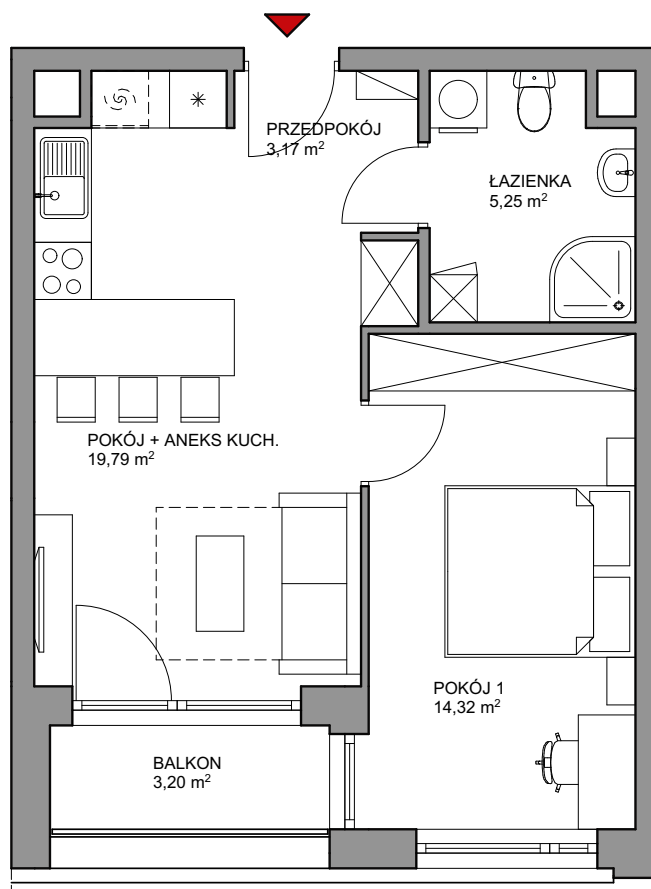 PRZEDPOKÓJ
3,17 m²
ŁAZIENKA
5,25 m²
POKÓJ + ANEKS KUCH.
19,79 m²
POKÓJ 1
14,32 m²
BALKON
3,20 m²